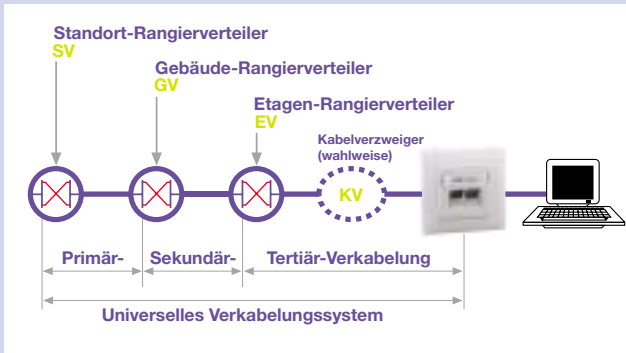 Standort-Rangierverteiler
SV
Gebäude-Rangierverteiler
GV
Etagen-Rangierverteiler
EV
Kabelverzweiger
(wahlweise)
KV
Primär-
Sekundär-
Tertiär-Verkabelung
Universelles Verkabelungssystem